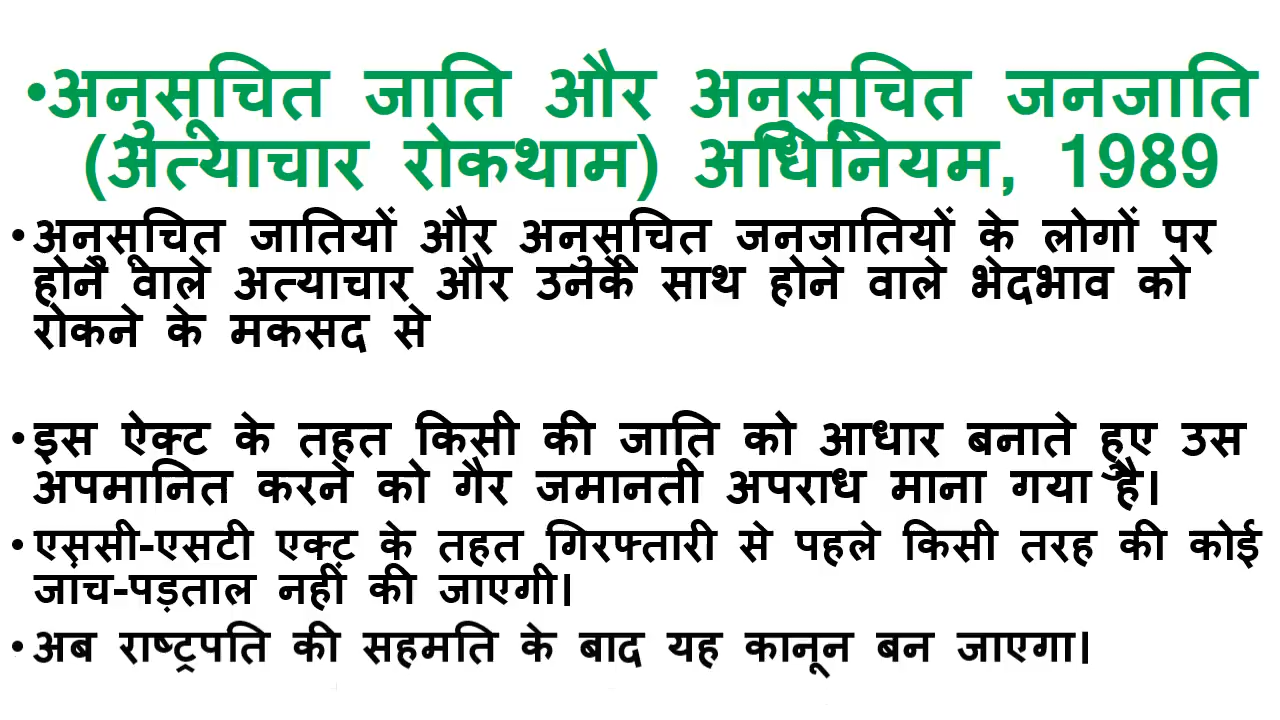 •अनुसूचित जाति और अनुसूचित जनजाति
(अत्याचार रोकथाम) अधिनियम, 1989
•अनुसूचित जातियों और अनुसूचित जनजातियों के लोगों पर
होने वाले अत्याचार और उनके साथ होने वाले भेदभाव को
रोकने के मकसद से
•इस ऐक्ट के तहत किसी की जाति को आधार बनाते हुए उस
अपमानित करने को गैर जमानती अपराध माना गया है।
•एससी-एसटी एक्ट के तहत गिरफ्तारी से पहले किसी तरह की कोई
जांच-पड़ताल नहीं की जाएगी।
•अब राष्ट्रपति की सहमति के बाद यह कानून बन जाएगा।